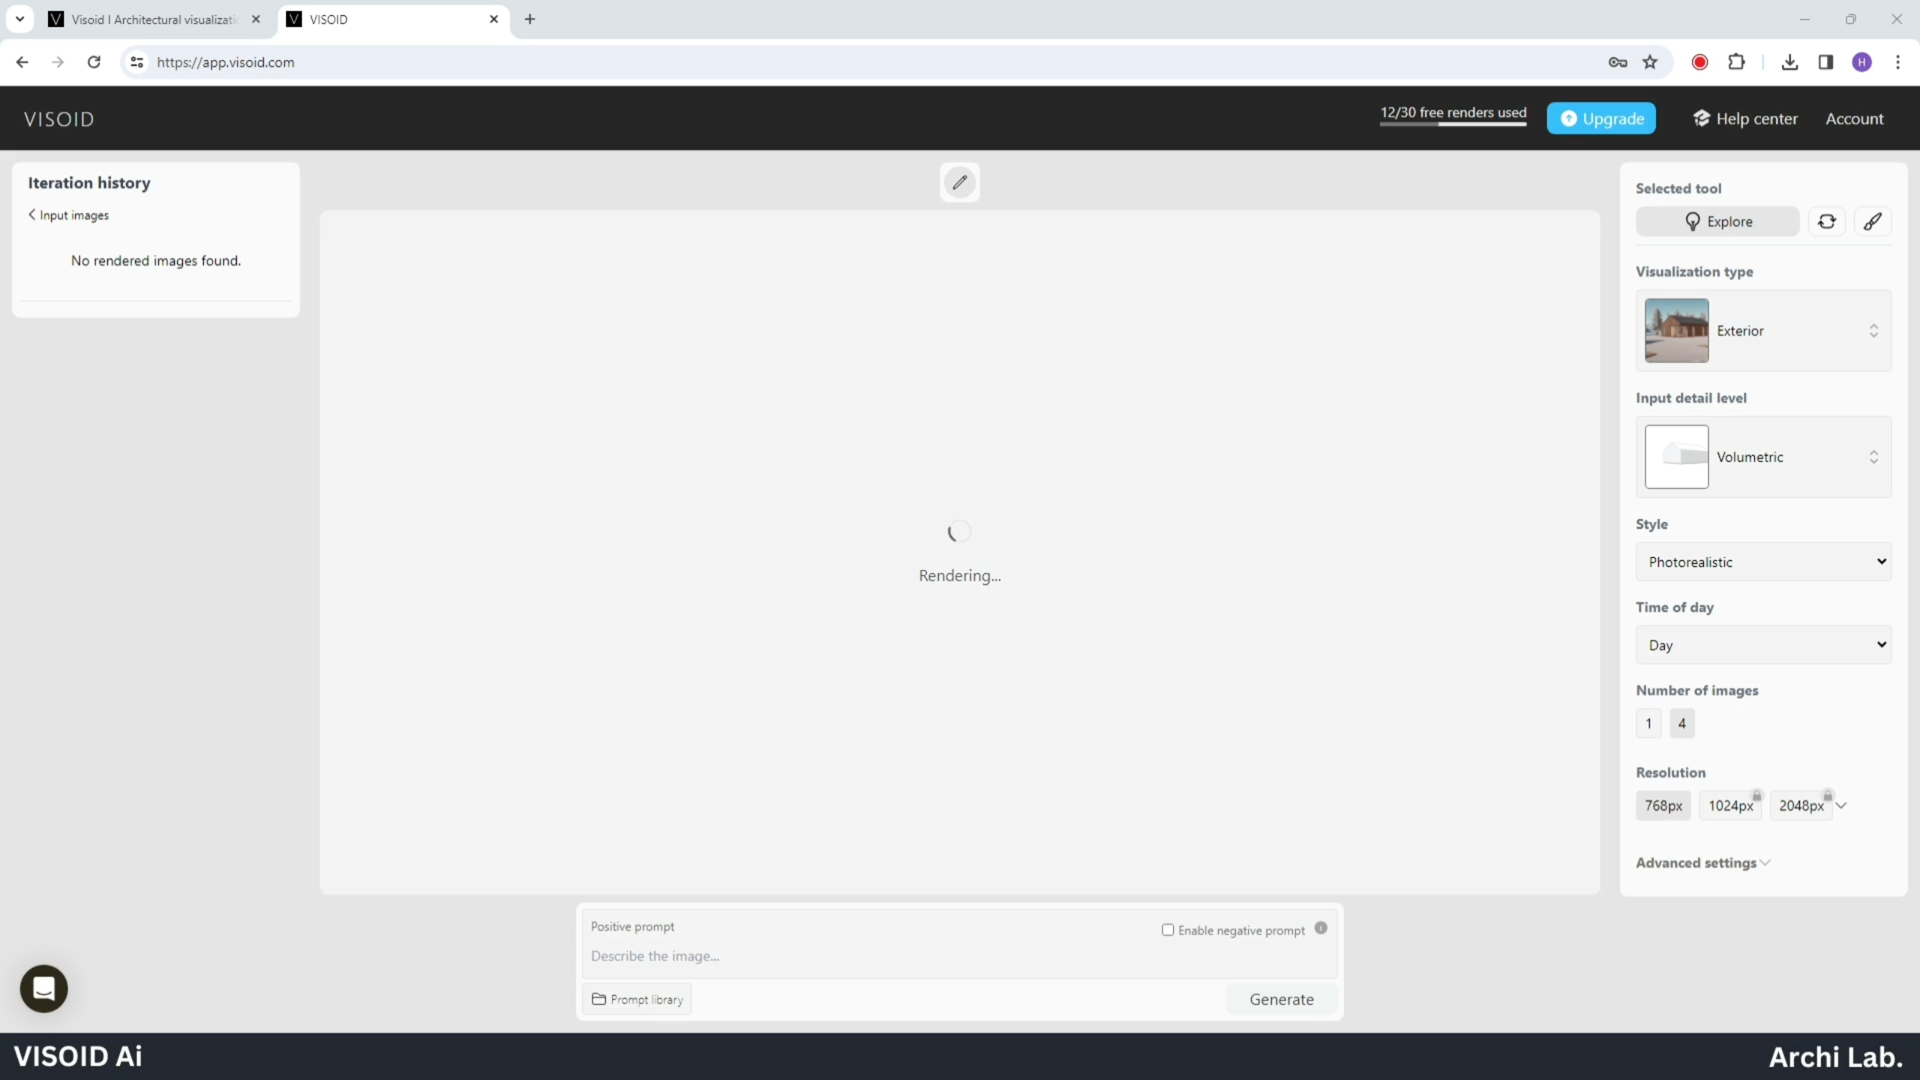 Visoid I Architectural visualizati
VISOID
https://app.visoid.com
H
VISOID
12/30 free renders used
Upgrade
Help center
Account
Iteration history
Input images
No rendered images found.
Rendering...
Selected tool
Explore
Visualization type
Exterior
Input detail level
Volumetric
Style
Photorealistic
Time of day
Day
Number of images
1 4
Resolution
768px 1024px 2048px
Advanced settings
Positive prompt
Enable negative prompt
Describe the image...
Prompt library
Generate
VISOID Ai
Archi Lab.